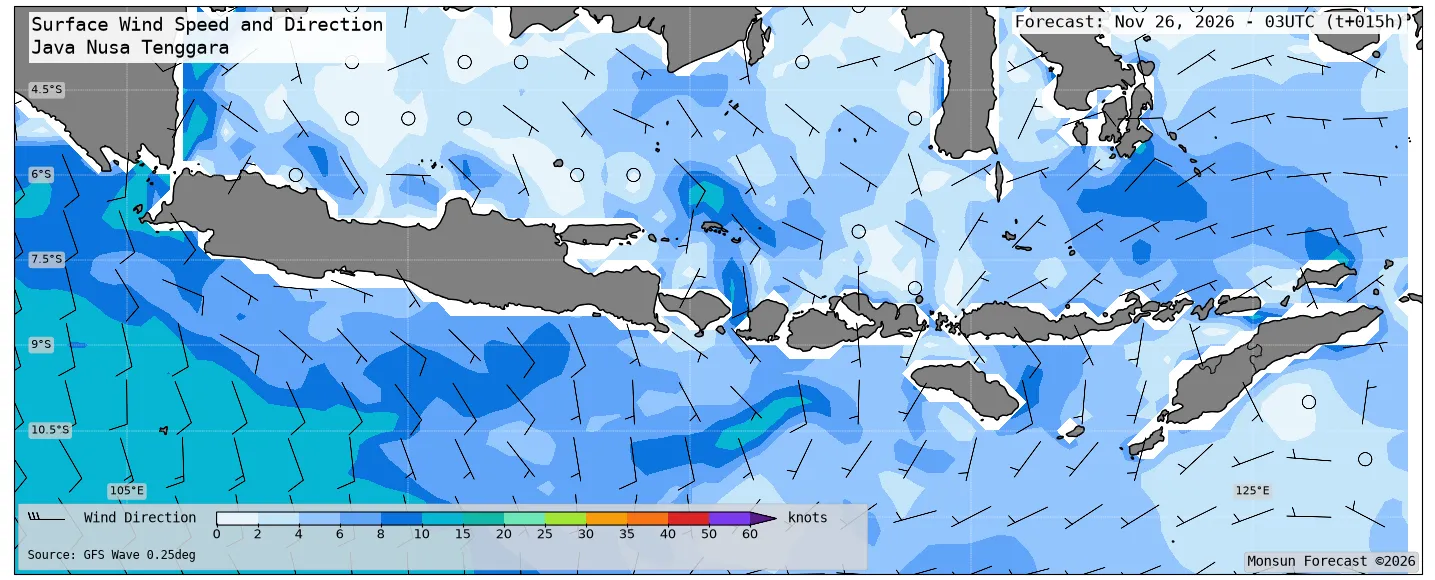 Surface Wind Speed and Direction
Java Nusa Tenggara
Forecast: Nov 26, 2026 - 03UTC (t+015h)
4.5°S
6°S
7.5°S
9°S
10.5°S
105°E
125°E
Wind Direction
0 2 4 6 8 10 15 20 25 30 35 40 50 60
knots
Source: GFS Wave 0.25deg
Monsun Forecast ©2026